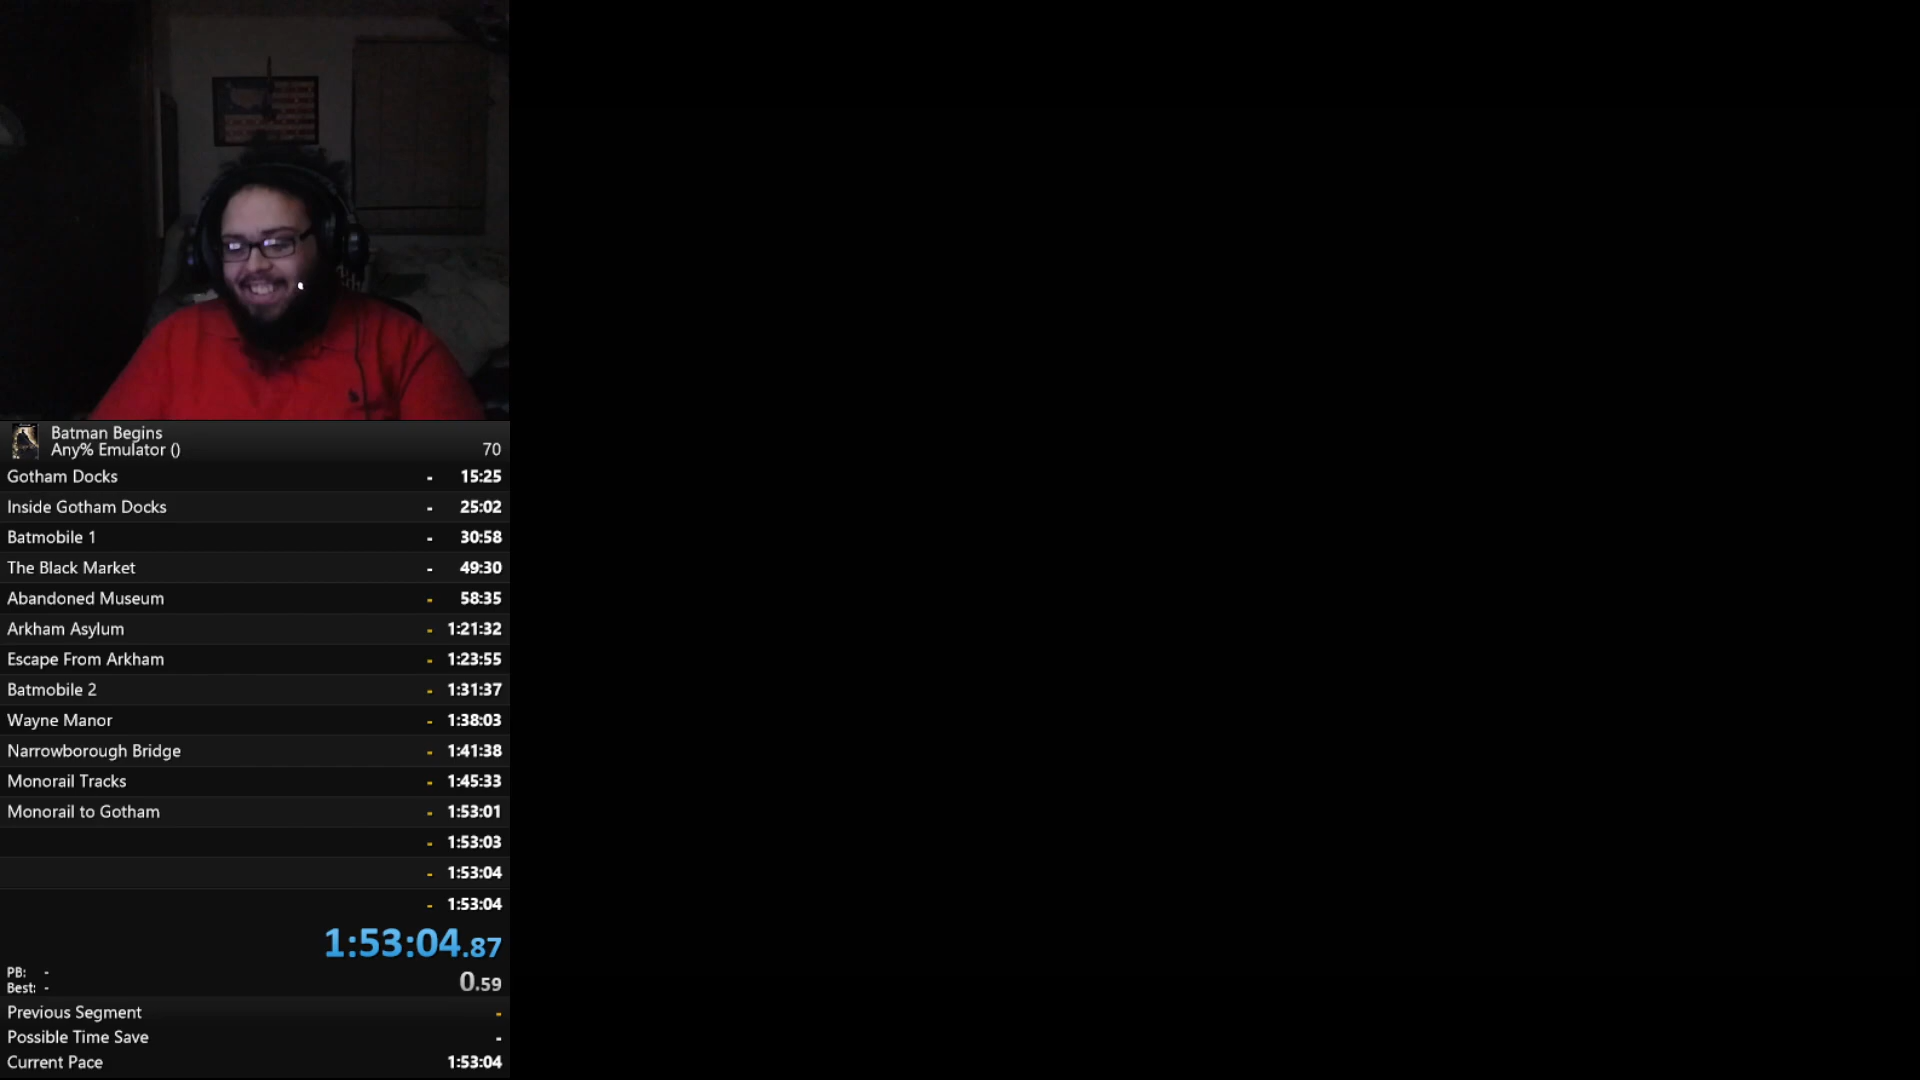 Batman Begins
Any% Emulator () 70
Gotham Docks - 15:25
Inside Gotham Docks - 25:02
Batmobile 1 - 30:58
The Black Market - 49:30
Abandoned Museum - 58:35
Arkham Asylum - 1:21:32
Escape From Arkham - 1:23:55
Batmobile 2 - 1:31:37
Wayne Manor - 1:38:03
Narrowborough Bridge - 1:41:38
Monorail Tracks - 1:45:33
Monorail to Gotham - 1:53:01
- 1:53:03
- 1:53:04
- 1:53:04
1:53:04.87
PB: -
Best: - 0.59
Previous Segment -
Possible Time Save -
Current Pace 1:53:04